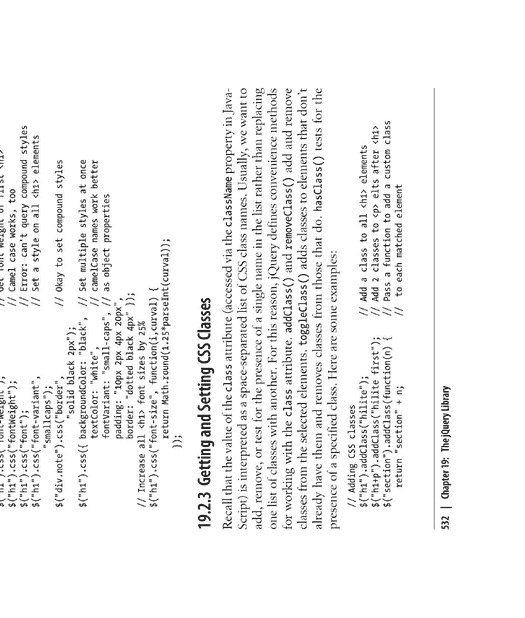 $("h1").css("font-weight"); // Get font weight of first <h1>
$("h1").css("fontWeight"); // Camel case works, too
$("h1").css("font"); // Error: can't query compound styles
$("h1").css("font-variant", // Set a style on all <h1> elements
"smallcaps");
$("div.note").css("border", // Okay to set compound styles
"solid black 2px");
$("h1").css({ backgroundColor: "black", // Set multiple styles at once
textColor: "white", // camelCase names work better
fontVariant: "small-caps", // as object properties
padding: "10px 2px 4px 20px",
border: "dotted black 4px" });
// Increase all <h1> font sizes by 25%
$("h1").css("font-size", function(i,curval) {
return Math.round(1.25*parseInt(curval));
});
19.2.3 Getting and Setting CSS Classes
Recall that the value of the class attribute (accessed via the className property in Java-
Script) is interpreted as a space-separated list of CSS class names. Usually, we want to
add, remove, or test for the presence of a single name in the list rather than replacing
one list of classes with another. For this reason, jQuery defines convenience methods
for working with the class attribute. addClass() and removeClass() add and remove
classes from the selected elements. toggleClass() adds classes to elements that don't
already have them and removes classes from those that do. hasClass() tests for the
presence of a specified class. Here are some examples:
// Adding CSS classes
$("h1").addClass("hilite"); // Add a class to all <h1> elements
$("h1+p").addClass("hilite first"); // Add 2 classes to <p> elts after <h1>
$("section").addClass(function(n) { // Pass a function to add a custom class
return "section" + n; // to each matched element
532 | Chapter 19: The jQuery Library